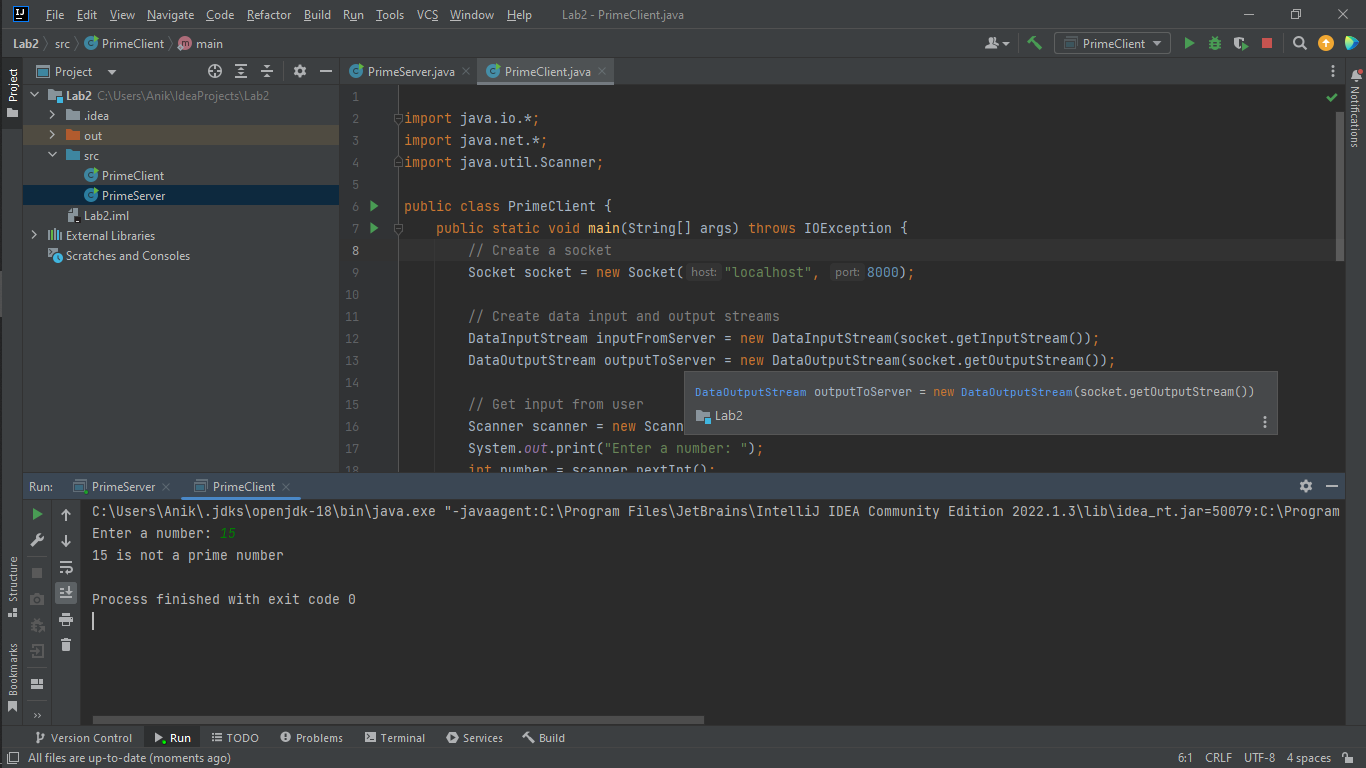 File Edit View Navigate Code Refactor Build Run Tools VCS Window Help Lab2 - PrimeClient.java
Lab2 src PrimeClient main PrimeClient
Project
Project
PrimeServer.java PrimeClient.java
Lab2 C:\Users\Anik\IdeaProjects\Lab2
.idea
out
src
PrimeClient
PrimeServer
Lab2.iml
External Libraries
Scratches and Consoles
1
2 import java.io.*;
3 import java.net.*;
4 import java.util.Scanner;
5
6 public class PrimeClient {
7 public static void main(String[] args) throws IOException {
8 // Create a socket
9 Socket socket = new Socket( host: "localhost", port: 8000);
10
11 // Create data input and output streams
12 DataInputStream inputFromServer = new DataInputStream(socket.getInputStream());
13 DataOutputStream outputToServer = new DataOutputStream(socket.getOutputStream());
14
15 // Get input from user
16 Scanner scanner = new Scann
17 System.out.print("Enter a number: ");
18 int number = scanner.nextInt();
DataOutputStream outputToServer = new DataOutputStream(socket.getOutputStream())
Lab2
Notifications
Run: PrimeServer PrimeClient
C:\Users\Anik\.jdks\openjdk-18\bin\java.exe "-javaagent:C:\Program Files\JetBrains\IntelliJ IDEA Community Edition 2022.1.3\lib\idea_rt.jar=50079:C:\Program
Enter a number: 15
15 is not a prime number
Process finished with exit code 0
Structure
Bookmarks
Version Control Run TODO Problems Terminal Services Build
All files are up-to-date (moments ago) 6:1 CRLF UTF-8 4 spaces